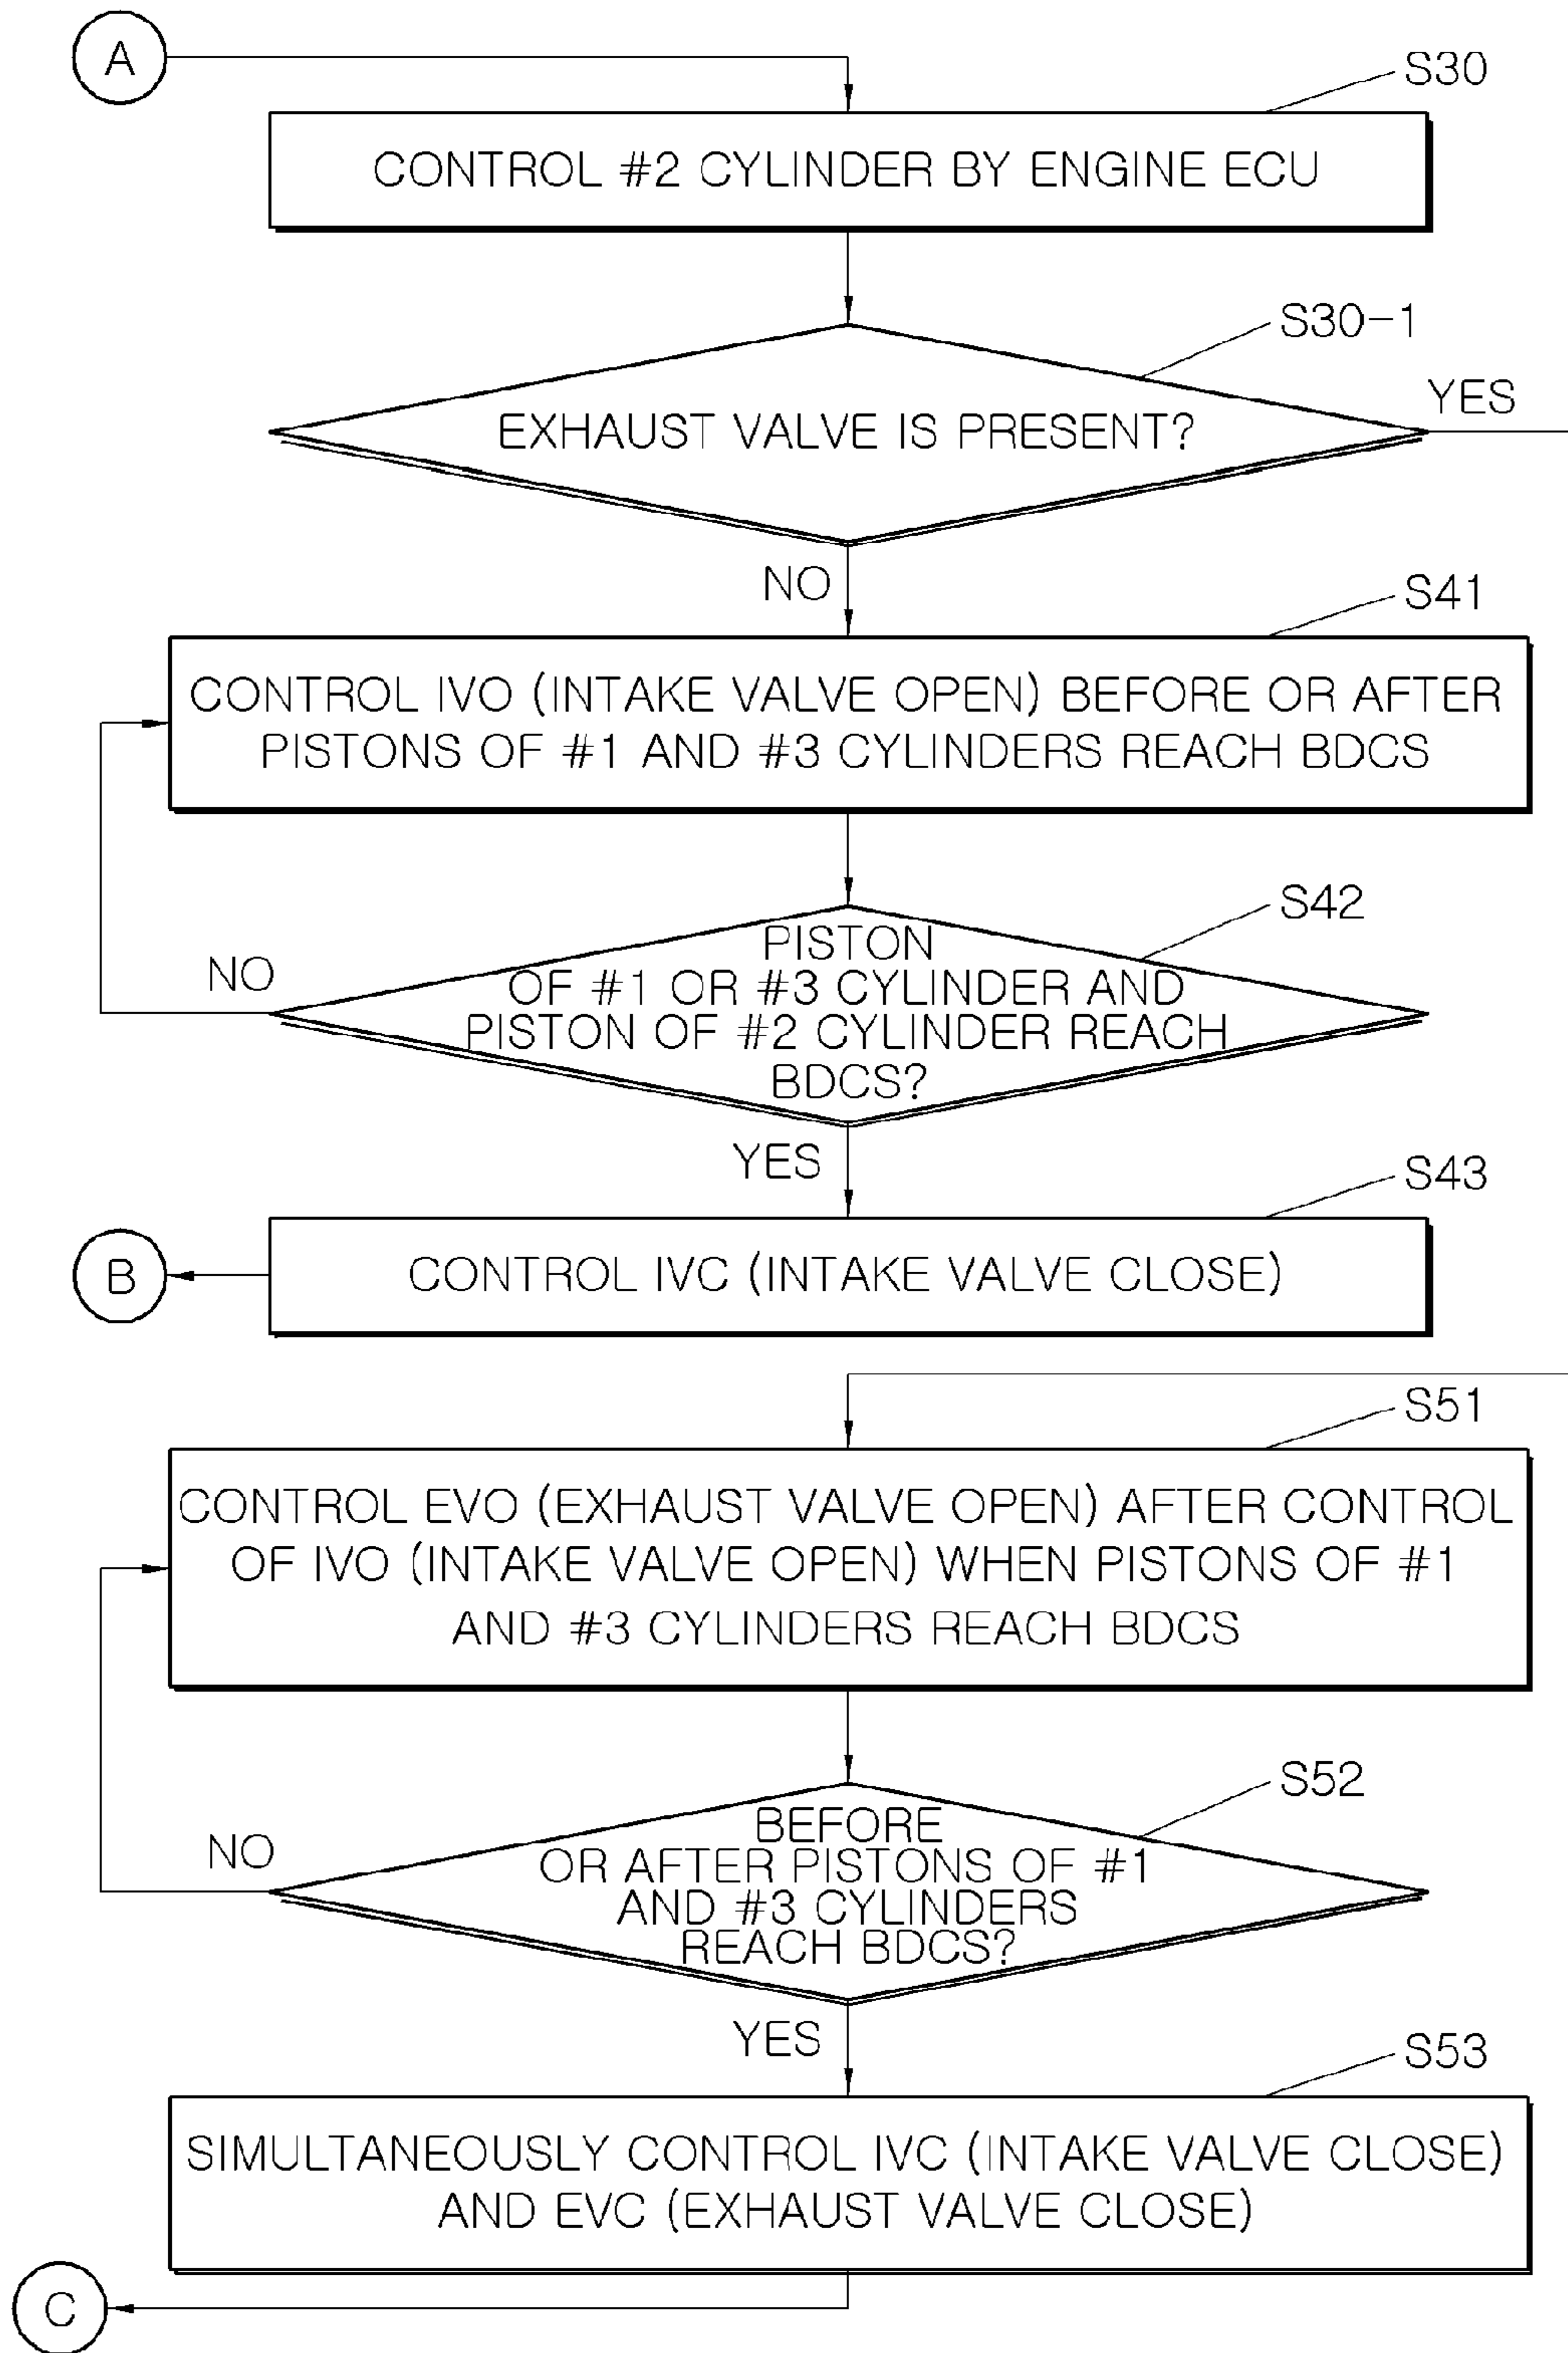 A
S30
CONTROL #2 CYLINDER BY ENGINE ECU
S30-1
EXHAUST VALVE IS PRESENT?
YES
NO
S41
CONTROL IVO (INTAKE VALVE OPEN) BEFORE OR AFTER
PISTONS OF #1 AND #3 CYLINDERS REACH BDCS
S42
PISTON
OF #1 OR #3 CYLINDER AND
PISTON OF #2 CYLINDER REACH
BDCS?
NO
YES
S43
CONTROL IVC (INTAKE VALVE CLOSE)
B
S51
CONTROL EVO (EXHAUST VALVE OPEN) AFTER CONTROL
OF IVO (INTAKE VALVE OPEN) WHEN PISTONS OF #1
AND #3 CYLINDERS REACH BDCS
S52
BEFORE
OR AFTER PISTONS OF #1
AND #3 CYLINDERS
REACH BDCS?
NO
YES
S53
SIMULTANEOUSLY CONTROL IVC (INTAKE VALVE CLOSE)
AND EVC (EXHAUST VALVE CLOSE)
C